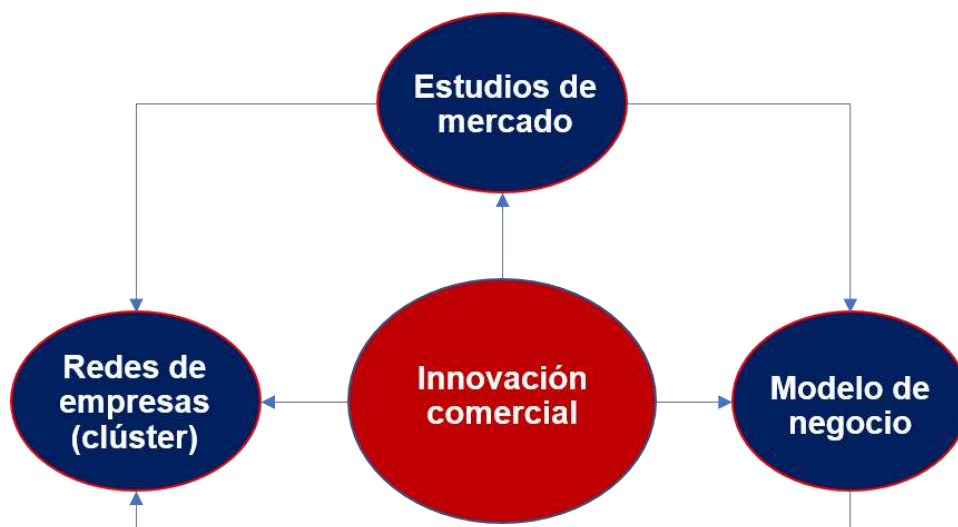 Estudios de
mercado
Redes de
empresas
(clúster)
Innovación
comercial
Modelo de
negocio